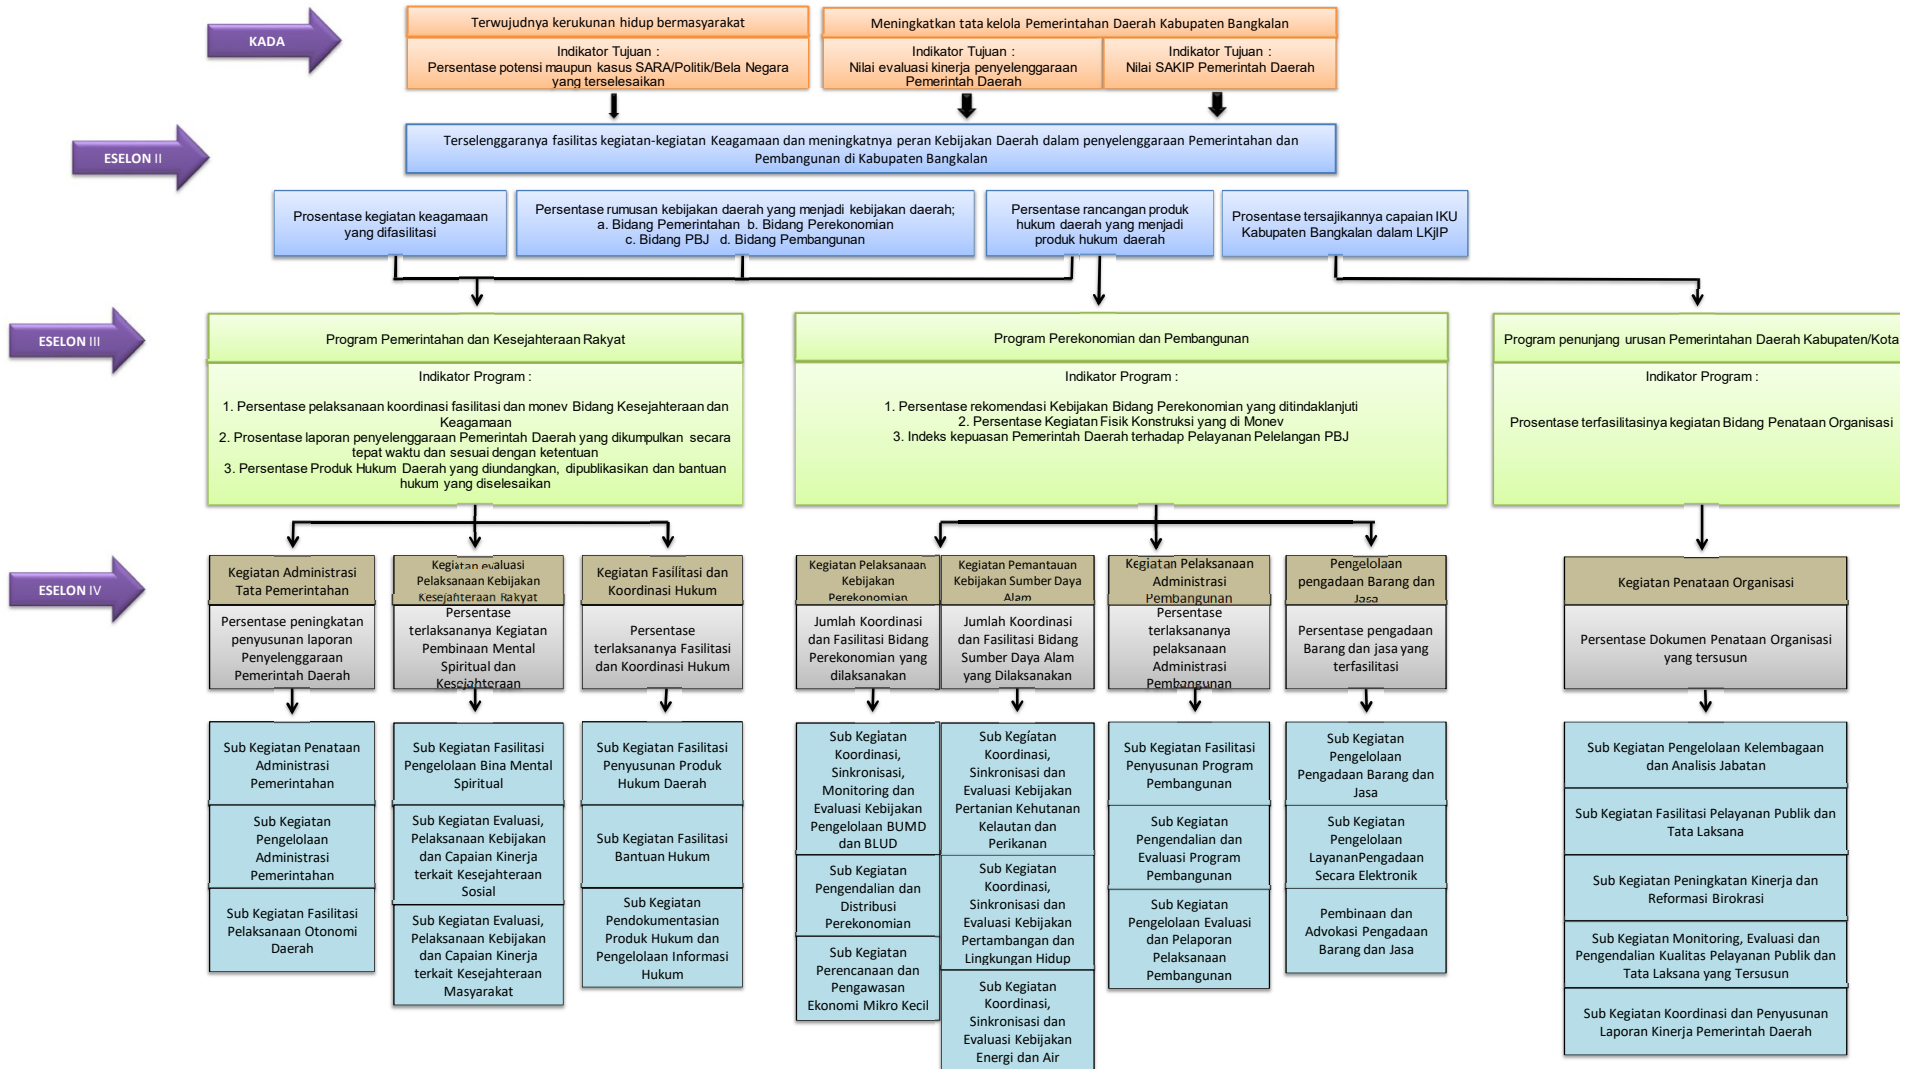 KADA
Terwujudnya kerukunan hidup bermasyarakat
Indikator Tujuan :
Persentase potensi maupun kasus SARA/Politik/Bela Negara
yang terselesaikan
Meningkatkan tata kelola Pemerintahan Daerah Kabupaten Bangkalan
Indikator Tujuan :
Nilai evaluasi kinerja penyelenggaraan
Pemerintah Daerah
Indikator Tujuan :
Nilai SAKIP Pemerintah Daerah
ESELON II
Terselenggaranya fasilitas kegiatan-kegiatan Keagamaan dan meningkatnya peran Kebijakan Daerah dalam penyelenggaraan Pemerintahan dan
Pembangunan di Kabupaten Bangkalan
Prosentase kegiatan keagamaan
yang difasilitasi
Persentase rumusan kebijakan daerah yang menjadi kebijakan daerah;
a. Bidang Pemerintahan b. Bidang Perekonomian
c. Bidang PBJ d. Bidang Pembangunan
Persentase rancangan produk
hukum daerah yang menjadi
produk hukum daerah
Prosentase tersajikannya capaian IKU
Kabupaten Bangkalan dalam LKjIP
ESELON III
Program Pemerintahan dan Kesejahteraan Rakyat
Indikator Program :
1. Persentase pelaksanaan koordinasi fasilitasi dan monev Bidang Kesejahteraan dan
Keagamaan
2. Prosentase laporan penyelenggaraan Pemerintah Daerah yang dikumpulkan secara
tepat waktu dan sesuai dengan ketentuan
3. Persentase Produk Hukum Daerah yang diundangkan, dipublikasikan dan bantuan
hukum yang diselesaikan
Program Perekonomian dan Pembangunan
Indikator Program :
1. Persentase rekomendasi Kebijakan Bidang Perekonomian yang ditindaklanjuti
2. Persentase Kegiatan Fisik Konstruksi yang di Monev
3. Indeks kepuasan Pemerintah Daerah terhadap Pelayanan Pelelangan PBJ
Program penunjang urusan Pemerintahan Daerah Kabupaten/Kota
Indikator Program :
Prosentase terfasilitasinya kegiatan Bidang Penataan Organisasi
ESELON IV
Kegiatan Administrasi
Tata Pemerintahan
Persentase peningkatan
penyusunan laporan
Penyelenggaraan
Pemerintah Daerah
Kegiatan evaluasi
Pelaksanaan Kebijakan
Kesejahteraan Rakyat
Persentase
terlaksananya Kegiatan
Pembinaan Mental
Spiritual dan
Kesejahteraan
Kegiatan Fasilitasi dan
Koordinasi Hukum
Persentase
terlaksananya Fasilitasi
dan Koordinasi Hukum
Kegiatan Pelaksanaan
Kebijakan
Perekonomian
Jumlah Koordinasi
dan Fasilitasi Bidang
Perekonomian yang
dilaksanakan
Kegiatan Pemantauan
Kebijakan Sumber Daya
Alam
Jumlah Koordinasi
dan Fasilitasi Bidang
Sumber Daya Alam
yang Dilaksanakan
Kegiatan Pelaksanaan
Administrasi
Pembangunan
Persentase
terlaksananya
pelaksanaan
Administrasi
Pembangunan
Pengelolaan
pengadaan Barang dan
Jasa
Persentase pengadaan
Barang dan jasa yang
terfasilitasi
Kegiatan Penataan Organisasi
Persentase Dokumen Penataan Organisasi
yang tersusun
Sub Kegiatan Penataan
Administrasi
Pemerintahan
Sub Kegiatan
Pengelolaan
Administrasi
Pemerintahan
Sub Kegiatan Fasilitasi
Pelaksanaan Otonomi
Daerah
Sub Kegiatan Fasilitasi
Pengelolaan Bina Mental
Spiritual
Sub Kegiatan Evaluasi,
Pelaksanaan Kebijakan
dan Capaian Kinerja
terkait Kesejahteraan
Sosial
Sub Kegiatan Evaluasi,
Pelaksanaan Kebijakan
dan Capaian Kinerja
terkait Kesejahteraan
Masyarakat
Sub Kegiatan Fasilitasi
Penyusunan Produk
Hukum Daerah
Sub Kegiatan Fasilitasi
Bantuan Hukum
Sub Kegiatan
Pendokumentasian
Produk Hukum dan
Pengelolaan Informasi
Hukum
Sub Kegiatan
Koordinasi,
Sinkronisasi,
Monitoring dan
Evaluasi Kebijakan
Pengelolaan BUMD
dan BLUD
Sub Kegiatan
Pengendalian dan
Distribusi
Perekonomian
Sub Kegiatan
Perencanaan dan
Pengawasan
Ekonomi Mikro Kecil
Sub Kegiatan
Koordinasi,
Sinkronisasi dan
Evaluasi Kebijakan
Pertanian Kehutanan
Kelautan dan
Perikanan
Sub Kegiatan
Koordinasi,
Sinkronisasi dan
Evaluasi Kebijakan
Pertambangan dan
Lingkungan Hidup
Sub Kegiatan
Koordinasi,
Sinkronisasi dan
Evaluasi Kebijakan
Energi dan Air
Sub Kegiatan Fasilitasi
Penyusunan Program
Pembangunan
Sub Kegiatan
Pengendalian dan
Evaluasi Program
Pembangunan
Sub Kegiatan
Pengelolaan Evaluasi
dan Pelaporan
Pelaksanaan
Pembangunan
Sub Kegiatan
Pengelolaan
Pengadaan Barang dan
Jasa
Sub Kegiatan
Pengelolaan
LayananPengadaan
Secara Elektronik
Pembinaan dan
Advokasi Pengadaan
Barang dan Jasa
Sub Kegiatan Pengelolaan Kelembagaan
dan Analisis Jabatan
Sub Kegiatan Fasilitasi Pelayanan Publik dan
Tata Laksana
Sub Kegiatan Peningkatan Kinerja dan
Reformasi Birokrasi
Sub Kegiatan Monitoring, Evaluasi dan
Pengendalian Kualitas Pelayanan Publik dan
Tata Laksana yang Tersusun
Sub Kegiatan Koordinasi dan Penyusunan
Laporan Kinerja Pemerintah Daerah